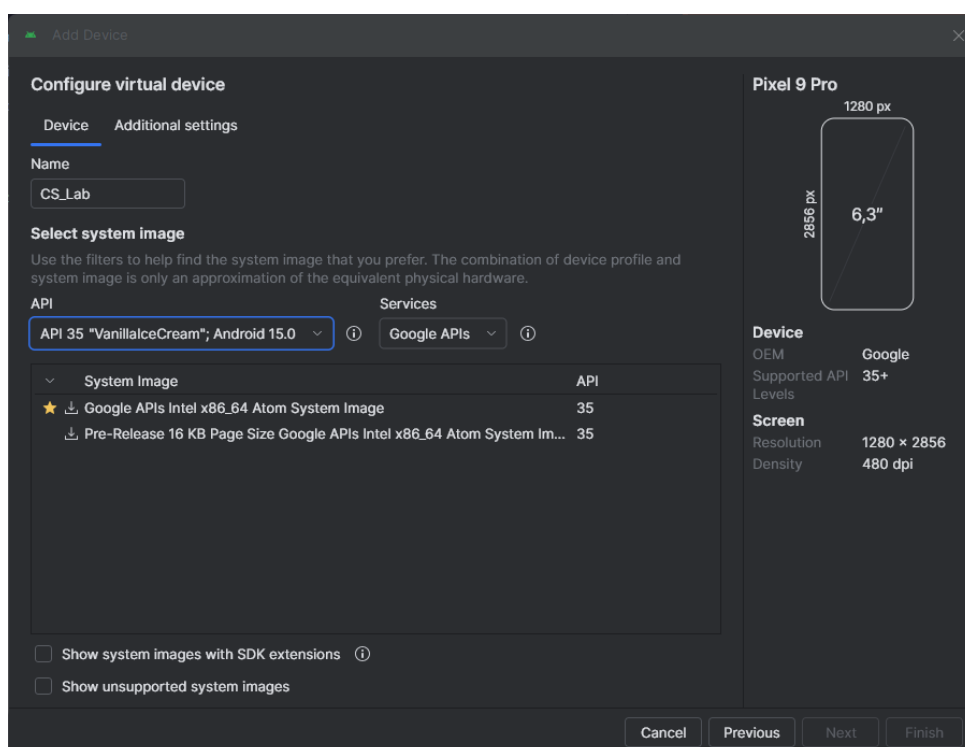 Add Device
Configure virtual device
Device Additional settings
Name
CS_Lab
Select system image
Use the filters to help find the system image that you prefer. The combination of device profile and
system image is only an approximation of the equivalent physical hardware.
API Services
API 35 "VanillaIceCream"; Android 15.0 Google APIs
System Image API
Google APIs Intel x86_64 Atom System Image 35
Pre-Release 16 KB Page Size Google APIs Intel x86_64 Atom System Im... 35
Show system images with SDK extensions
Show unsupported system images
Pixel 9 Pro
1280 px
2856 px
6,3"
Device
OEM Google
Supported API 35+
Levels
Screen
Resolution 1280 × 2856
Density 480 dpi
Cancel Previous Next Finish